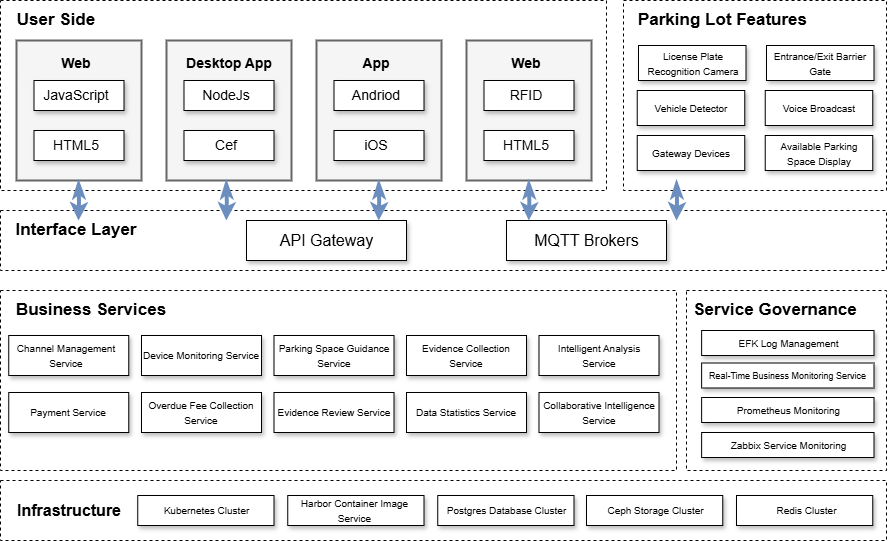 User Side
Web
JavaScript
HTML5
Desktop App
NodeJs
Cef
App
Andriod
iOS
Web
RFID
HTML5
Parking Lot Features
License Plate
Recognition Camera
Entrance/Exit Barrier
Gate
Vehicle Detector
Voice Broadcast
Gateway Devices
Available Parking
Space Display
Interface Layer
API Gateway
MQTT Brokers
Business Services
Channel Management
Service
Device Monitoring Service
Parking Space Guidance
Service
Evidence Collection
Service
Intelligent Analysis
Service
Payment Service
Overdue Fee Collection
Service
Evidence Review Service
Data Statistics Service
Collaborative Intelligence
Service
Service Governance
EFK Log Management
Real-Time Business Monitoring Service
Prometheus Monitoring
Zabbix Service Monitoring
Infrastructure
Kubernetes Cluster
Harbor Container Image
Service
Postgres Database Cluster
Ceph Storage Cluster
Redis Cluster